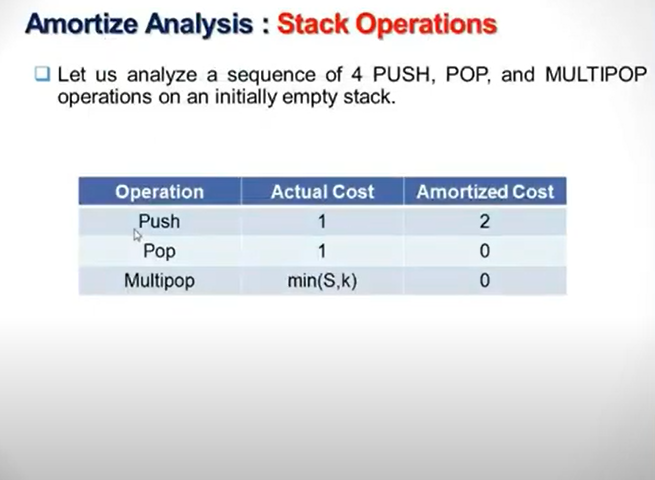 Amortize Analysis : Stack Operations
Let us analyze a sequence of 4 PUSH, POP, and MULTIPOP
operations on an initially empty stack.
Operation Actual Cost Amortized Cost
Push 1 2
Pop 1 0
Multipop min(S,k) 0